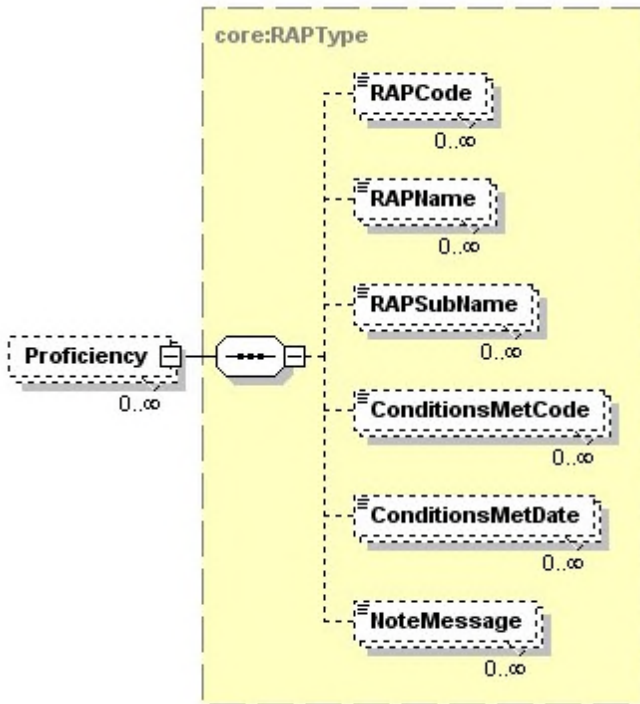 core:RAPType
RAPCode
0..∞
RAPName
0..∞
RAPSubName
0..∞
Proficiency
0..∞
ConditionsMetCode
0..∞
ConditionsMetDate
0..∞
NoteMessage
0..∞